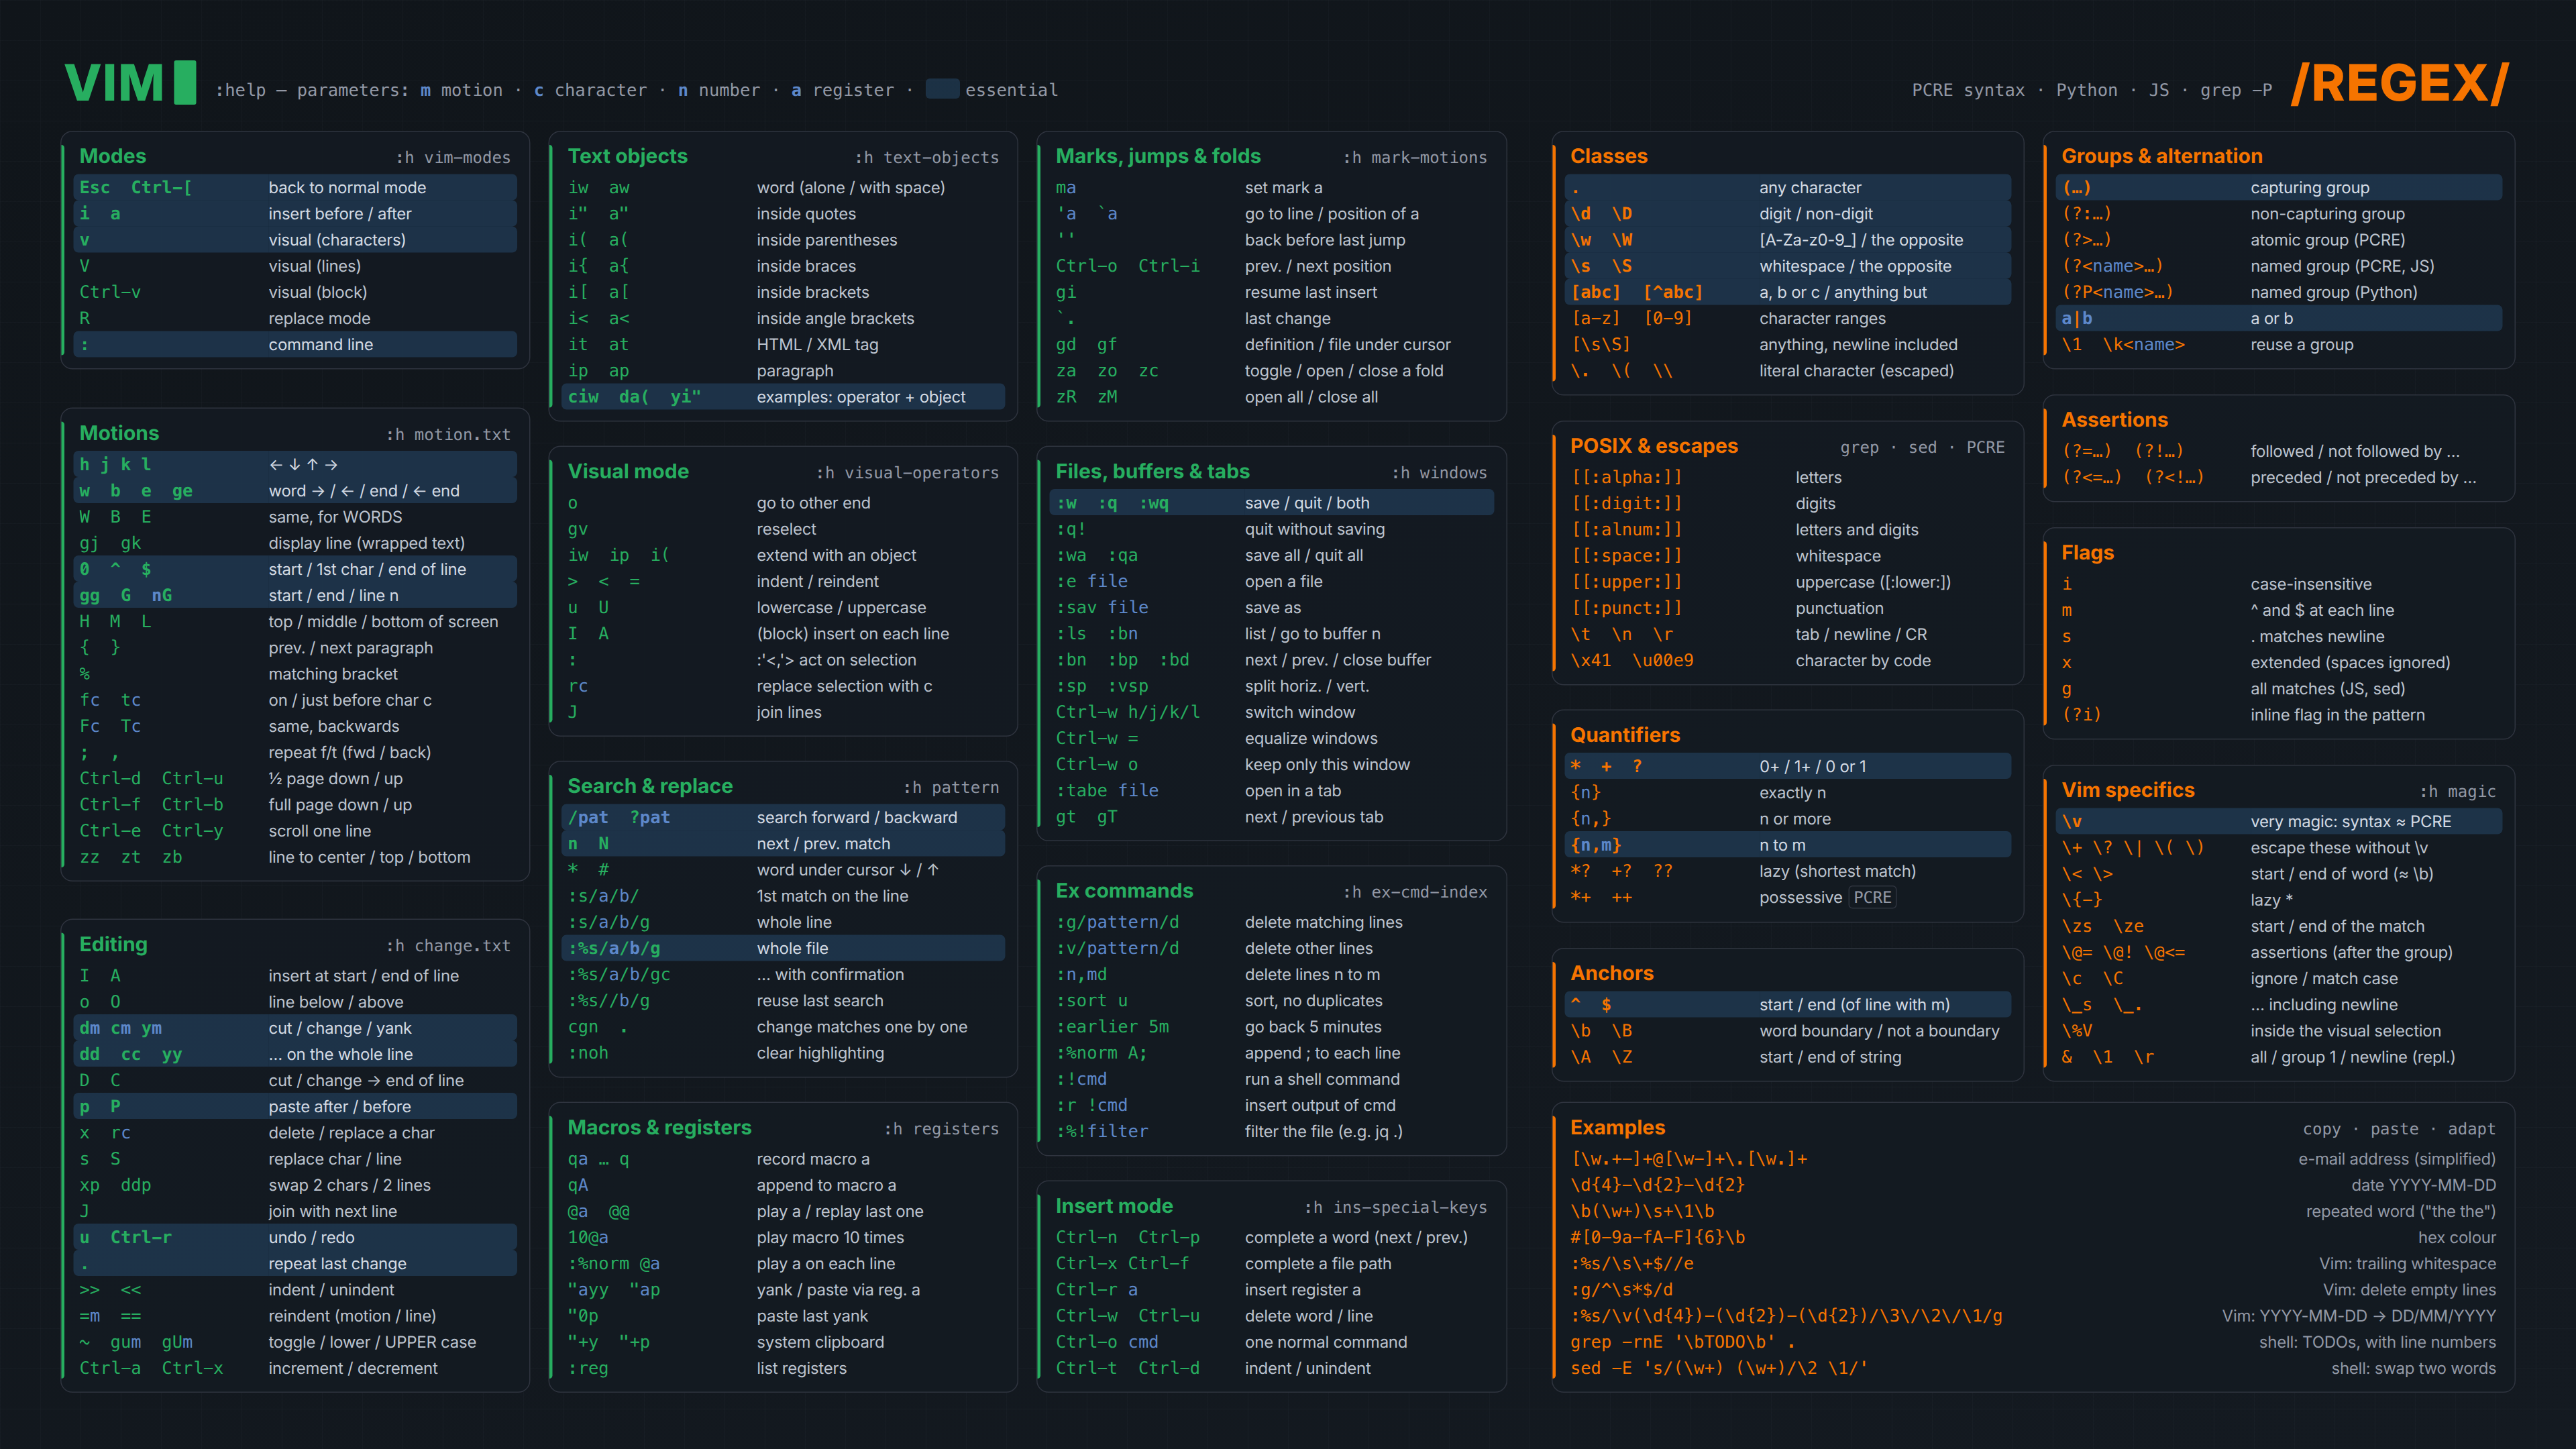 VIM
:help — parameters: m motion · c character · n number · a register · essential
PCRE syntax · Python · JS · grep -P
/REGEX/
Modes :h vim-modes
Esc Ctrl-[ back to normal mode
i a insert before / after
v visual (characters)
V visual (lines)
Ctrl-v visual (block)
R replace mode
: command line
Motions :h motion.txt
h j k l ← ↓ ↑ →
w b e ge word → / ← / end / ← end
W B E same, for WORDS
gj gk display line (wrapped text)
0 ^ $ start / 1st char / end of line
gg G nG start / end / line n
H M L top / middle / bottom of screen
{ } prev. / next paragraph
% matching bracket
fc tc on / just before char c
Fc Tc same, backwards
; , repeat f/t (fwd / back)
Ctrl-d Ctrl-u ½ page down / up
Ctrl-f Ctrl-b full page down / up
Ctrl-e Ctrl-y scroll one line
zz zt zb line to center / top / bottom
Editing :h change.txt
I A insert at start / end of line
o O line below / above
dm cm ym cut / change / yank
dd cc yy ... on the whole line
D C cut / change → end of line
p P paste after / before
x rc delete / replace a char
s S replace char / line
xp ddp swap 2 chars / 2 lines
J join with next line
u Ctrl-r undo / redo
. repeat last change
>> << indent / unindent
=m == reindent (motion / line)
~ gum gUm toggle / lower / UPPER case
Ctrl-a Ctrl-x increment / decrement
Text objects :h text-objects
iw aw word (alone / with space)
i" a" inside quotes
i( a( inside parentheses
i{ a{ inside braces
i[ a[ inside brackets
i< a< inside angle brackets
it at HTML / XML tag
ip ap paragraph
ciw da( yi" examples: operator + object
Visual mode :h visual-operators
o go to other end
gv reselect
iw ip i( extend with an object
> < = indent / reindent
u U lowercase / uppercase
I A (block) insert on each line
: :'<,'> act on selection
rc replace selection with c
J join lines
Search & replace :h pattern
/pat ?pat search forward / backward
n N next / prev. match
* # word under cursor ↓ / ↑
:s/a/b/ 1st match on the line
:s/a/b/g whole line
:%s/a/b/g whole file
:%s/a/b/gc ... with confirmation
:%s//b/g reuse last search
cgn . change matches one by one
:noh clear highlighting
Macros & registers :h registers
qa … q record macro a
qA append to macro a
@a @@ play a / replay last one
10@a play macro 10 times
:%norm @a play a on each line
"ayy "ap yank / paste via reg. a
"0p paste last yank
"+y "+p system clipboard
:reg list registers
Marks, jumps & folds :h mark-motions
ma set mark a
'a `a go to line / position of a
'' back before last jump
Ctrl-o Ctrl-i prev. / next position
gi resume last insert
`. last change
gd gf definition / file under cursor
za zo zc toggle / open / close a fold
zR zM open all / close all
Files, buffers & tabs :h windows
:w :q :wq save / quit / both
:q! quit without saving
:wa :qa save all / quit all
:e file open a file
:sav file save as
:ls :bn list / go to buffer n
:bn :bp :bd next / prev. / close buffer
:sp :vsp split horiz. / vert.
Ctrl-w h/j/k/l switch window
Ctrl-w = equalize windows
Ctrl-w o keep only this window
:tabe file open in a tab
gt gT next / previous tab
Ex commands :h ex-cmd-index
:g/pattern/d delete matching lines
:v/pattern/d delete other lines
:n,md delete lines n to m
:sort u sort, no duplicates
:earlier 5m go back 5 minutes
:%norm A; append ; to each line
:!cmd run a shell command
:r !cmd insert output of cmd
:%!filter filter the file (e.g. jq .)
Insert mode :h ins-special-keys
Ctrl-n Ctrl-p complete a word (next / prev.)
Ctrl-x Ctrl-f complete a file path
Ctrl-r a insert register a
Ctrl-w Ctrl-u delete word / line
Ctrl-o cmd one normal command
Ctrl-t Ctrl-d indent / unindent
Classes
. any character
\d \D digit / non-digit
\w \W [A-Za-z0-9_] / the opposite
\s \S whitespace / the opposite
[abc] [^abc] a, b or c / anything but
[a-z] [0-9] character ranges
[\s\S] anything, newline included
\. \( \\ literal character (escaped)
POSIX & escapes grep · sed · PCRE
[[:alpha:]] letters
[[:digit:]] digits
[[:alnum:]] letters and digits
[[:space:]] whitespace
[[:upper:]] uppercase ([:lower:])
[[:punct:]] punctuation
\t \n \r tab / newline / CR
\x41 \u00e9 character by code
Quantifiers
* + ? 0+ / 1+ / 0 or 1
{n} exactly n
{n,} n or more
{n,m} n to m
*? +? ?? lazy (shortest match)
*+ ++ possessive PCRE
Anchors
^ $ start / end (of line with m)
\b \B word boundary / not a boundary
\A \Z start / end of string
Groups & alternation
(…) capturing group
(?:…) non-capturing group
(?>…) atomic group (PCRE)
(?<name>…) named group (PCRE, JS)
(?P<name>…) named group (Python)
a|b a or b
\1 \k<name> reuse a group
Assertions
(?=…) (?!…) followed / not followed by ...
(?<=…) (?<!…) preceded / not preceded by ...
Flags
i case-insensitive
m ^ and $ at each line
s . matches newline
x extended (spaces ignored)
g all matches (JS, sed)
(?i) inline flag in the pattern
Vim specifics :h magic
\v very magic: syntax ≈ PCRE
\+ \? \| \( \) escape these without \v
\< \> start / end of word (≈ \b)
\{-} lazy *
\zs \ze start / end of the match
\@= \@! \@<= assertions (after the group)
\c \C ignore / match case
\_s \_. ... including newline
\%V inside the visual selection
& \1 \r all / group 1 / newline (repl.)
Examples copy · paste · adapt
[\w.+-]+@[\w-]+\.[\w.]+ e-mail address (simplified)
\d{4}-\d{2}-\d{2} date YYYY-MM-DD
\b(\w+)\s+\1\b repeated word ("the the")
#[0-9a-fA-F]{6}\b hex colour
:%s/\s\+$//e Vim: trailing whitespace
:g/^\s*$/d Vim: delete empty lines
:%s/\v(\d{4})-(\d{2})-(\d{2})/\3\/\2\/\1/g Vim: YYYY-MM-DD → DD/MM/YYYY
grep -rnE '\bTODO\b' . shell: TODOs, with line numbers
sed -E 's/(\w+) (\w+)/\2 \1/' shell: swap two words